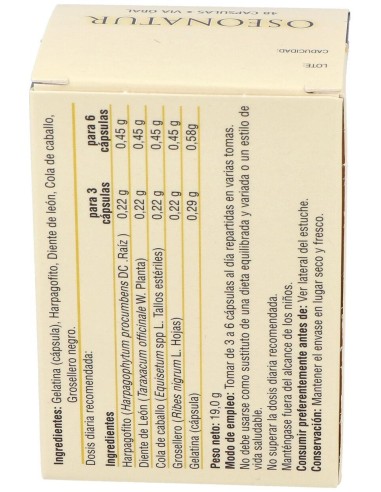 OSEONATUR
48 CAPSULAS • VIA ORAL
LOTE:
CADUCIDAD:
Ingredientes: Gelatina (cápsula), Harpagofito, Diente de león, Cola de caballo,
Grosellero negro.
Dosis diaria recomendada:
Ingredientes para 3 cápsulas para 6 cápsulas
Harpagofito (Harpagophytum procumbens DC .Raíz) 0,22 g 0,45 g
Diente de León (Taraxacum officinale W. Planta) 0,22 g 0,45 g
Cola de caballo (Equisetum spp L. Tallos estériles) 0,22 g 0,45 g
Grosellero (Ribes nigrum L. Hojas) 0,22 g 0,45 g
Gelatina (cápsula) 0,29 g 0,58g
Peso neto: 19,0 g
Modo de empleo: Tomar de 3 a 6 cápsulas al día repartidas en varias tomas.
No debe usarse como sustituto de una dieta equilibrada y variada o un estilo de
vida saludable.
No superar la dosis diaria recomendada.
Manténgase fuera del alcance de los niños.
Consumir preferentemente antes de: Ver lateral del estuche.
Conservación: Mantener el envase en lugar seco y fresco.